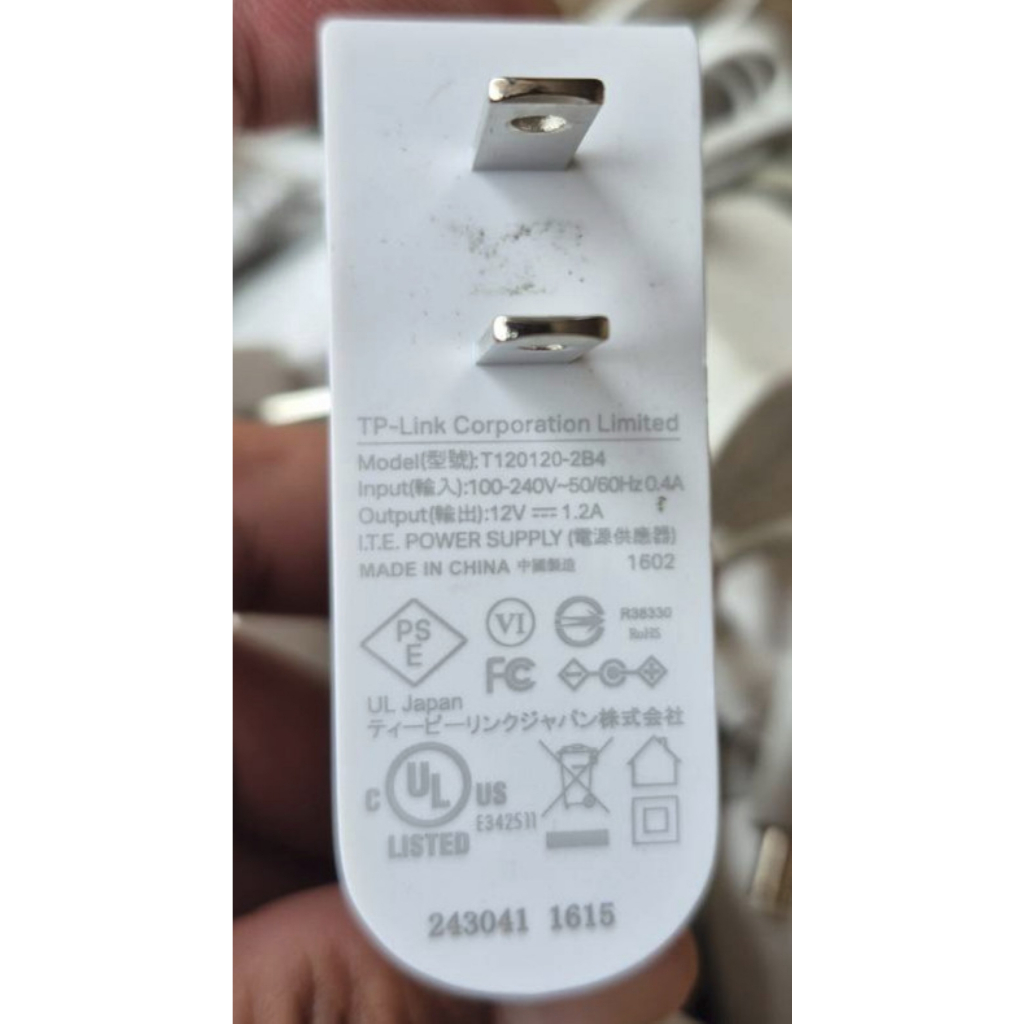 TP-Link Corporation Limited
Model(型號):T120120-2B4
Input(輸入):100-240V~50/60Hz 0.4A
Output(輸出):12V ⎓ 1.2A
I.T.E. POWER SUPPLY (電源供應器)
MADE IN CHINA 中國製造 1602
PS
E
VI
R38330
RoHS
FC
UL Japan
ティーピーリンクジャパン株式会社
C UL US
E342511
LISTED
243041 1615